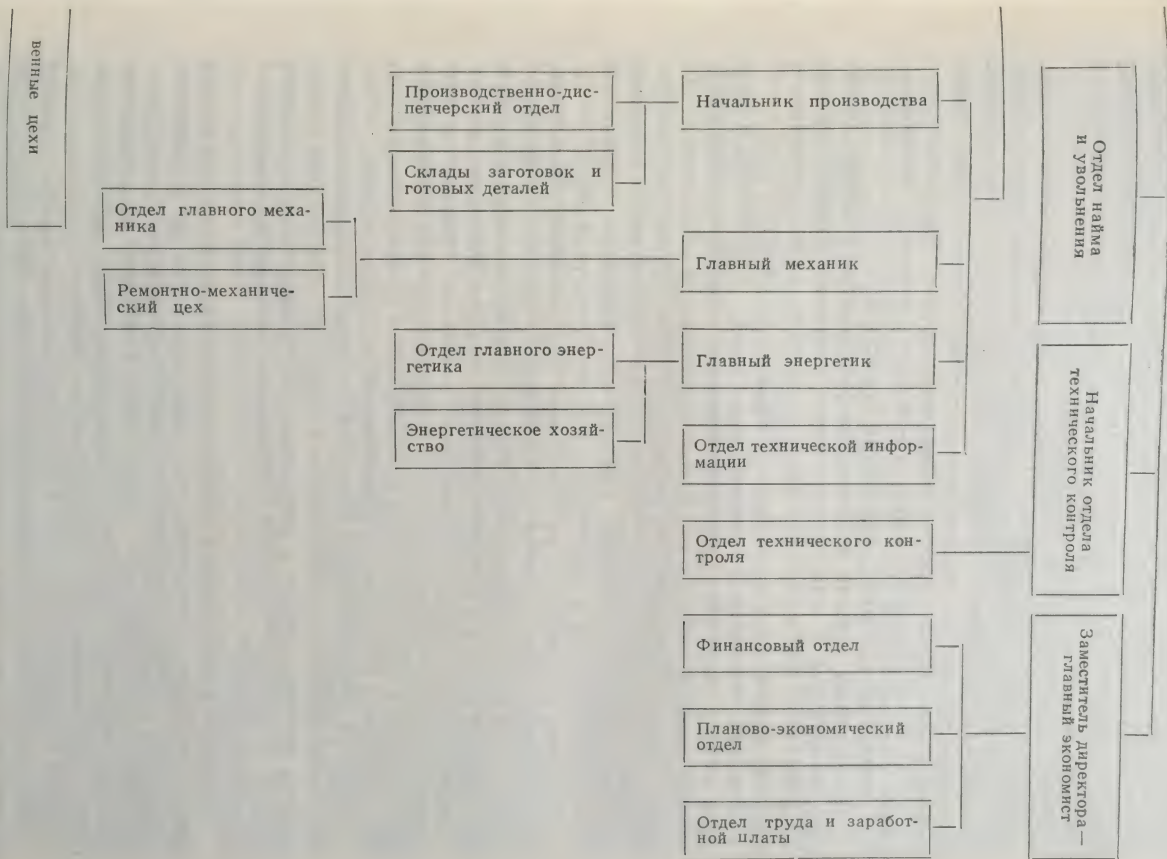 венные цехи
Производственно-дис-
петчерский отдел
Начальник производства
Склады заготовок и
готовых деталей
Отдел найма
и увольнения
Отдел главного меха-
ника
Главный механик
Ремонтно-механиче-
ский цех
Отдел главного энер-
гетика
Главный энергетик
Начальник отдела
технического контроля
Энергетическое хозяй-
ство
Отдел технической инфор-
мации
Отдел технического кон-
троля
Финансовый отдел
Заместитель директора—
главный экономист
Планово-экономический
отдел
Отдел труда и заработ-
ной платы